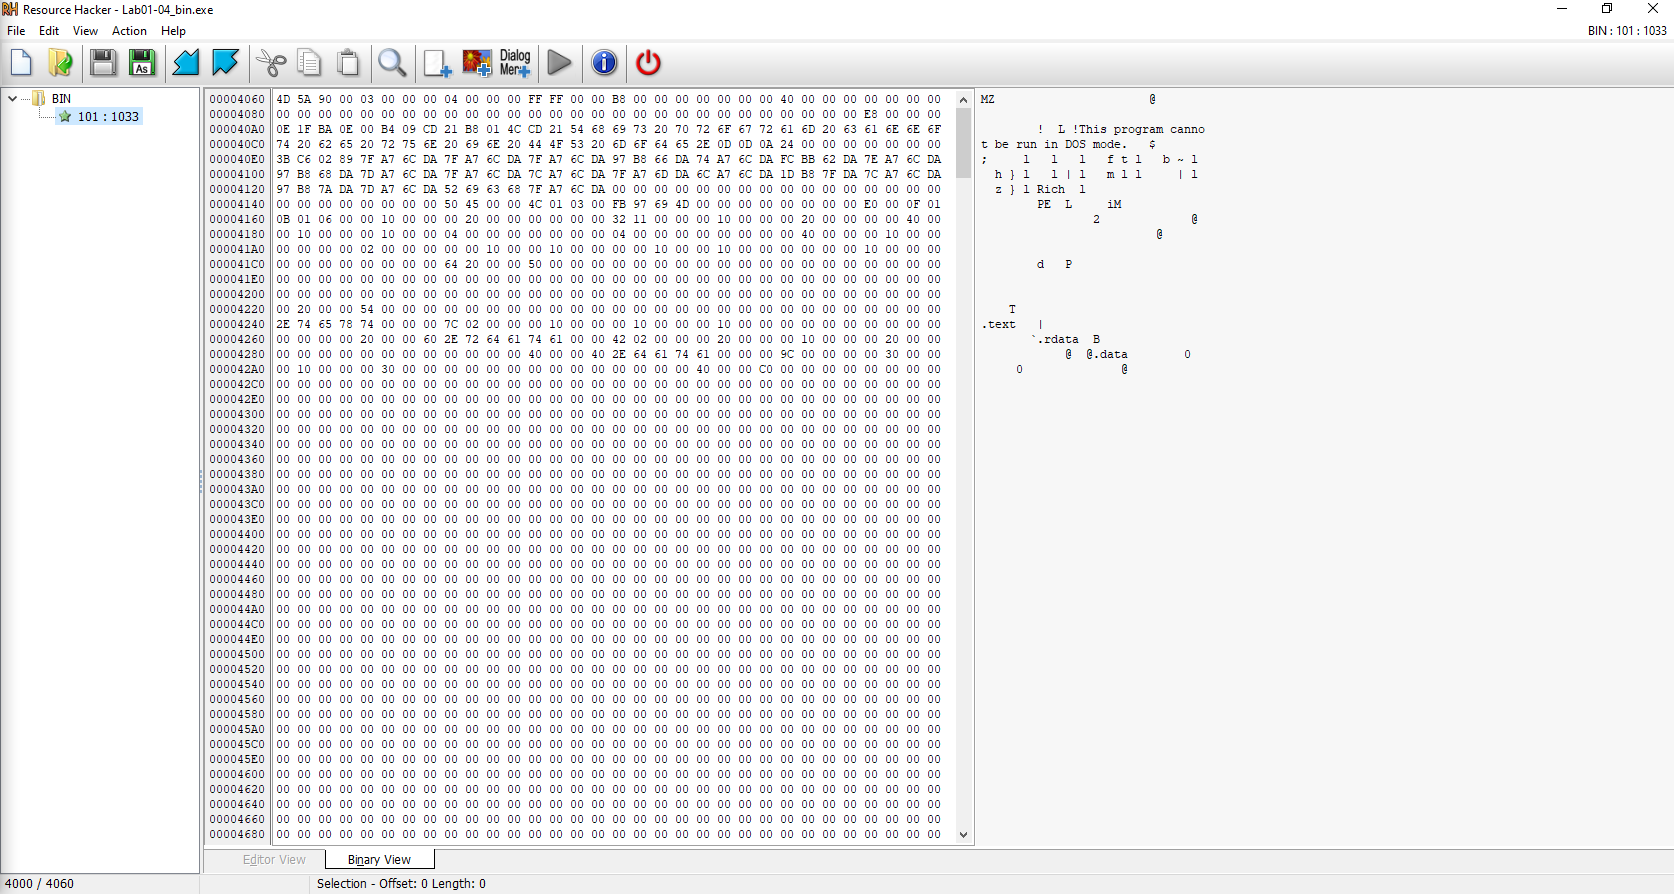 Resource Hacker - Lab01-04_bin.exe
File Edit View Action Help
BIN : 101 : 1033
As
Dialog
Men
BIN
101 : 1033
00004060 4D 5A 90 00 03 00 00 00 04 00 00 00 FF FF 00 00 B8 00 00 00 00 00 00 00 40 00 00 00 00 00 00 00 MZ @
00004080 00 00 00 00 00 00 00 00 00 00 00 00 00 00 00 00 00 00 00 00 00 00 00 00 00 00 00 00 E8 00 00 00
000040A0 0E 1F BA 0E 00 B4 09 CD 21 B8 01 4C CD 21 54 68 69 73 20 70 72 6F 67 72 61 6D 20 63 61 6E 6E 6F ! L !This program canno
000040C0 74 20 62 65 20 72 75 6E 20 69 6E 20 44 4F 53 20 6D 6F 64 65 2E 0D 0D 0A 24 00 00 00 00 00 00 00 t be run in DOS mode. $
000040E0 3B C6 02 89 7F A7 6C DA 7F A7 6C DA 7F A7 6C DA 97 B8 66 DA 74 A7 6C DA FC BB 62 DA 7E A7 6C DA ; l l l f t l b ~ l
00004100 97 B8 68 DA 7D A7 6C DA 7F A7 6C DA 7C A7 6C DA 7F A7 6D DA 6C A7 6C DA 1D B8 7F DA 7C A7 6C DA h } l l | l m l l | l
00004120 97 B8 7A DA 7D A7 6C DA 52 69 63 68 7F A7 6C DA 00 00 00 00 00 00 00 00 00 00 00 00 00 00 00 00 z } l Rich l
00004140 00 00 00 00 00 00 00 00 50 45 00 00 4C 01 03 00 FB 97 69 4D 00 00 00 00 00 00 00 00 E0 00 0F 01 PE L iM
00004160 0B 01 06 00 00 10 00 00 00 20 00 00 00 00 00 00 32 11 00 00 00 10 00 00 00 20 00 00 00 00 40 00 2 @
00004180 00 10 00 00 00 10 00 00 04 00 00 00 00 00 00 00 04 00 00 00 00 00 00 00 00 40 00 00 00 10 00 00 @
000041A0 00 00 00 00 02 00 00 00 00 00 10 00 00 10 00 00 00 00 10 00 00 10 00 00 00 00 00 00 10 00 00 00
000041C0 00 00 00 00 00 00 00 00 64 20 00 00 50 00 00 00 00 00 00 00 00 00 00 00 00 00 00 00 00 00 00 00 d P
000041E0 00 00 00 00 00 00 00 00 00 00 00 00 00 00 00 00 00 00 00 00 00 00 00 00 00 00 00 00 00 00 00 00
00004200 00 00 00 00 00 00 00 00 00 00 00 00 00 00 00 00 00 00 00 00 00 00 00 00 00 00 00 00 00 00 00 00
00004220 00 20 00 00 54 00 00 00 00 00 00 00 00 00 00 00 00 00 00 00 00 00 00 00 00 00 00 00 00 00 00 00 T
00004240 2E 74 65 78 74 00 00 00 7C 02 00 00 00 10 00 00 00 10 00 00 00 10 00 00 00 00 00 00 00 00 00 00 .text |
00004260 00 00 00 00 20 00 00 60 2E 72 64 61 74 61 00 00 42 02 00 00 00 20 00 00 00 10 00 00 00 20 00 00 `.rdata B
00004280 00 00 00 00 00 00 00 00 00 00 00 00 40 00 00 40 2E 64 61 74 61 00 00 00 9C 00 00 00 00 30 00 00 @ @.data 0
000042A0 00 10 00 00 00 30 00 00 00 00 00 00 00 00 00 00 00 00 00 00 40 00 00 C0 00 00 00 00 00 00 00 00 0 @
000042C0 00 00 00 00 00 00 00 00 00 00 00 00 00 00 00 00 00 00 00 00 00 00 00 00 00 00 00 00 00 00 00 00
000042E0 00 00 00 00 00 00 00 00 00 00 00 00 00 00 00 00 00 00 00 00 00 00 00 00 00 00 00 00 00 00 00 00
00004300 00 00 00 00 00 00 00 00 00 00 00 00 00 00 00 00 00 00 00 00 00 00 00 00 00 00 00 00 00 00 00 00
00004320 00 00 00 00 00 00 00 00 00 00 00 00 00 00 00 00 00 00 00 00 00 00 00 00 00 00 00 00 00 00 00 00
00004340 00 00 00 00 00 00 00 00 00 00 00 00 00 00 00 00 00 00 00 00 00 00 00 00 00 00 00 00 00 00 00 00
00004360 00 00 00 00 00 00 00 00 00 00 00 00 00 00 00 00 00 00 00 00 00 00 00 00 00 00 00 00 00 00 00 00
00004380 00 00 00 00 00 00 00 00 00 00 00 00 00 00 00 00 00 00 00 00 00 00 00 00 00 00 00 00 00 00 00 00
000043A0 00 00 00 00 00 00 00 00 00 00 00 00 00 00 00 00 00 00 00 00 00 00 00 00 00 00 00 00 00 00 00 00
000043C0 00 00 00 00 00 00 00 00 00 00 00 00 00 00 00 00 00 00 00 00 00 00 00 00 00 00 00 00 00 00 00 00
000043E0 00 00 00 00 00 00 00 00 00 00 00 00 00 00 00 00 00 00 00 00 00 00 00 00 00 00 00 00 00 00 00 00
00004400 00 00 00 00 00 00 00 00 00 00 00 00 00 00 00 00 00 00 00 00 00 00 00 00 00 00 00 00 00 00 00 00
00004420 00 00 00 00 00 00 00 00 00 00 00 00 00 00 00 00 00 00 00 00 00 00 00 00 00 00 00 00 00 00 00 00
00004440 00 00 00 00 00 00 00 00 00 00 00 00 00 00 00 00 00 00 00 00 00 00 00 00 00 00 00 00 00 00 00 00
00004460 00 00 00 00 00 00 00 00 00 00 00 00 00 00 00 00 00 00 00 00 00 00 00 00 00 00 00 00 00 00 00 00
00004480 00 00 00 00 00 00 00 00 00 00 00 00 00 00 00 00 00 00 00 00 00 00 00 00 00 00 00 00 00 00 00 00
000044A0 00 00 00 00 00 00 00 00 00 00 00 00 00 00 00 00 00 00 00 00 00 00 00 00 00 00 00 00 00 00 00 00
000044C0 00 00 00 00 00 00 00 00 00 00 00 00 00 00 00 00 00 00 00 00 00 00 00 00 00 00 00 00 00 00 00 00
000044E0 00 00 00 00 00 00 00 00 00 00 00 00 00 00 00 00 00 00 00 00 00 00 00 00 00 00 00 00 00 00 00 00
00004500 00 00 00 00 00 00 00 00 00 00 00 00 00 00 00 00 00 00 00 00 00 00 00 00 00 00 00 00 00 00 00 00
00004520 00 00 00 00 00 00 00 00 00 00 00 00 00 00 00 00 00 00 00 00 00 00 00 00 00 00 00 00 00 00 00 00
00004540 00 00 00 00 00 00 00 00 00 00 00 00 00 00 00 00 00 00 00 00 00 00 00 00 00 00 00 00 00 00 00 00
00004560 00 00 00 00 00 00 00 00 00 00 00 00 00 00 00 00 00 00 00 00 00 00 00 00 00 00 00 00 00 00 00 00
00004580 00 00 00 00 00 00 00 00 00 00 00 00 00 00 00 00 00 00 00 00 00 00 00 00 00 00 00 00 00 00 00 00
000045A0 00 00 00 00 00 00 00 00 00 00 00 00 00 00 00 00 00 00 00 00 00 00 00 00 00 00 00 00 00 00 00 00
000045C0 00 00 00 00 00 00 00 00 00 00 00 00 00 00 00 00 00 00 00 00 00 00 00 00 00 00 00 00 00 00 00 00
000045E0 00 00 00 00 00 00 00 00 00 00 00 00 00 00 00 00 00 00 00 00 00 00 00 00 00 00 00 00 00 00 00 00
00004600 00 00 00 00 00 00 00 00 00 00 00 00 00 00 00 00 00 00 00 00 00 00 00 00 00 00 00 00 00 00 00 00
00004620 00 00 00 00 00 00 00 00 00 00 00 00 00 00 00 00 00 00 00 00 00 00 00 00 00 00 00 00 00 00 00 00
00004640 00 00 00 00 00 00 00 00 00 00 00 00 00 00 00 00 00 00 00 00 00 00 00 00 00 00 00 00 00 00 00 00
00004660 00 00 00 00 00 00 00 00 00 00 00 00 00 00 00 00 00 00 00 00 00 00 00 00 00 00 00 00 00 00 00 00
00004680 00 00 00 00 00 00 00 00 00 00 00 00 00 00 00 00 00 00 00 00 00 00 00 00 00 00 00 00 00 00 00 00
Editor View Binary View
4000 / 4060 Selection - Offset: 0 Length: 0